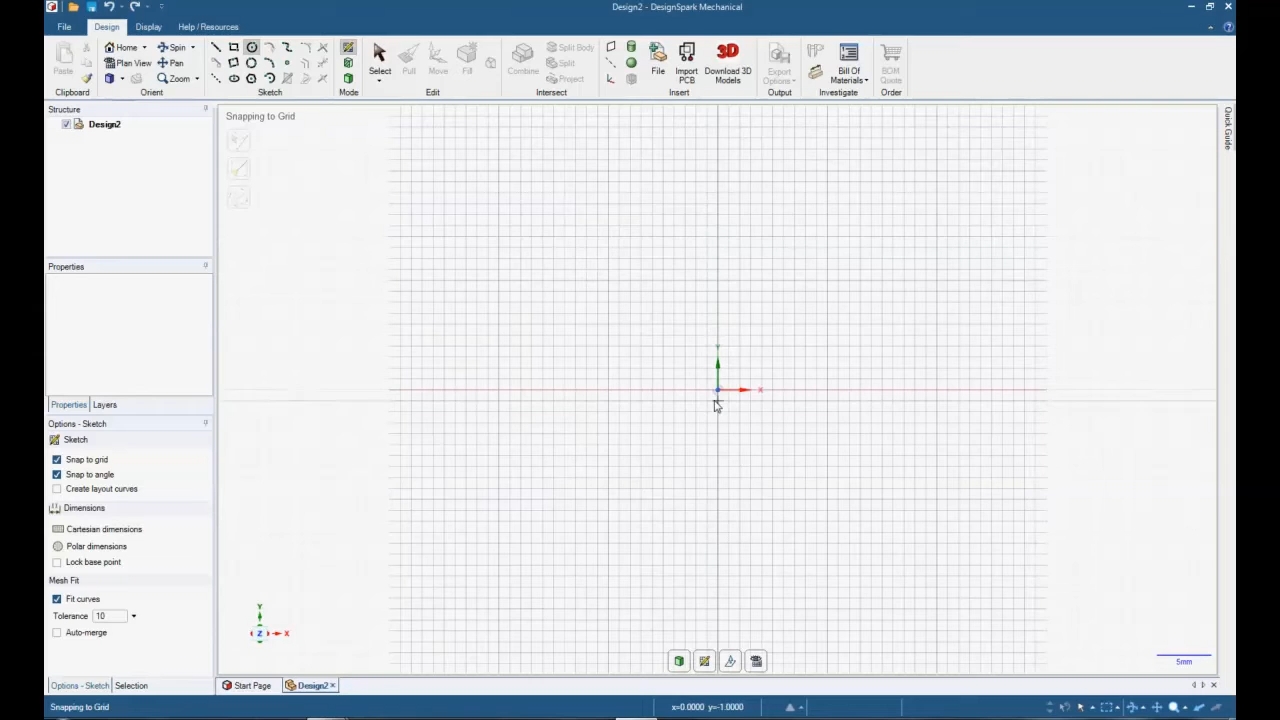 Design2 - DesignSpark Mechanical
File Design Display Help / Resources
Paste
Clipboard
Home Spin
Plan View Pan
Zoom
Orient
Sketch
Mode
Select Pull Move Fill
Edit
Combine Split Body
Split
Project
Intersect
File Import PCB Download 3D Models
3D
Insert
Export Options
Output
Bill Of Materials
Investigate
BOM Quote
Order
Structure
Design2
Properties
Properties Layers
Options - Sketch
Sketch
Snap to grid
Snap to angle
Create layout curves
Dimensions
Cartesian dimensions
Polar dimensions
Lock base point
Mesh Fit
Fit curves
Tolerance 10
Auto-merge
Options - Sketch Selection
Snapping to Grid
Y
X
Y
Z X
5mm
Quick Guide
Start Page Design2
Snapping to Grid x=0.0000 y=-1.0000